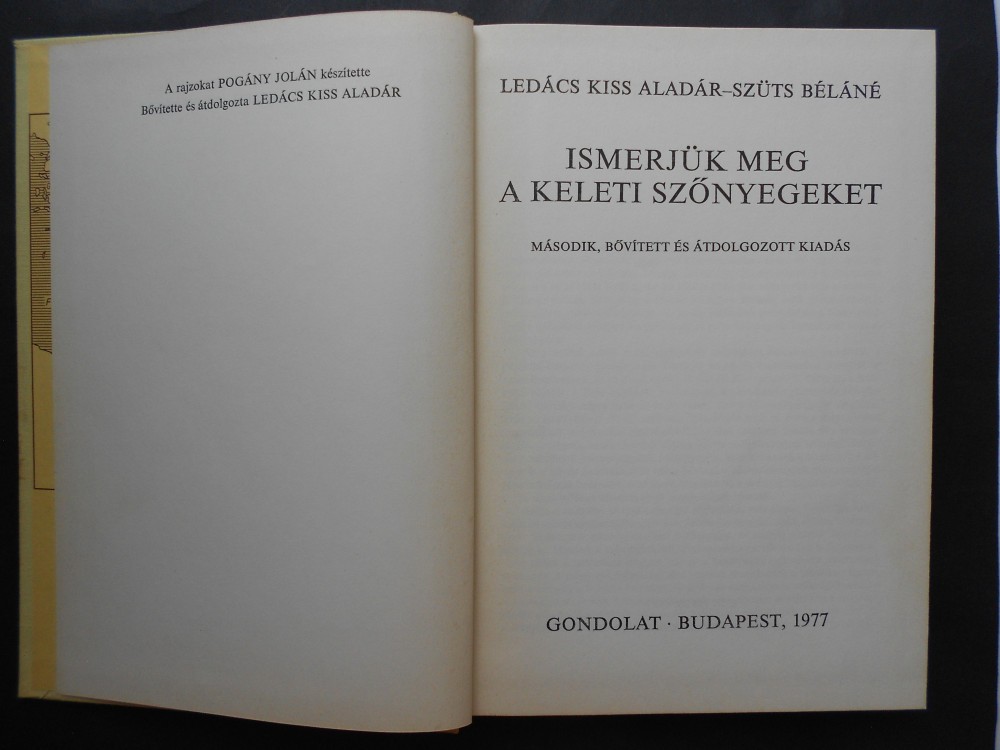 A rajzokat POGÁNY JOLÁN készítette
Bővítette és átdolgozta LEDÁCS KISS ALADÁR
LEDÁCS KISS ALADÁR–SZÜTS BÉLÁNÉ
ISMERJÜK MEG
A KELETI SZŐNYEGEKET
MÁSODIK, BŐVÍTETT ÉS ÁTDOLGOZOTT KIADÁS
GONDOLAT · BUDAPEST, 1977